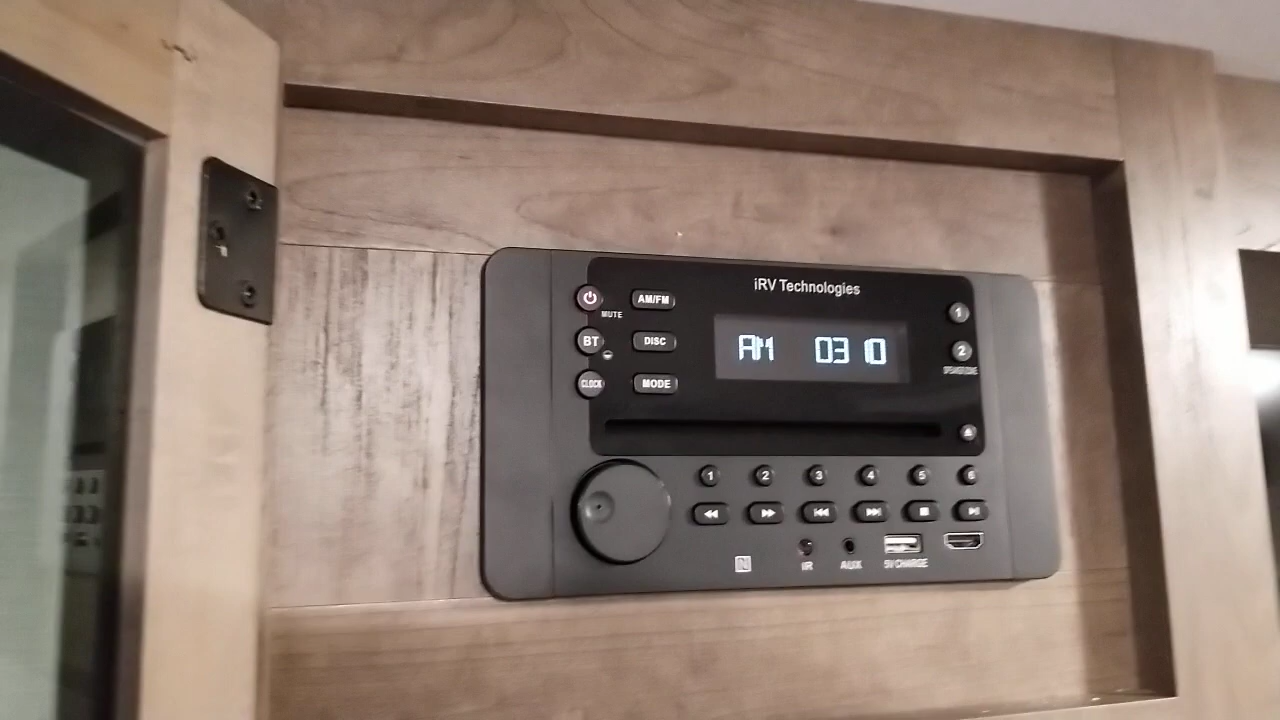 iRV Technologies
AM/FM
1
MUTE
BT
DISC
AM 03 10
2
CLOCK
MODE
1 2 3 4 5 6
N
IR
AUX
5V CHARGE